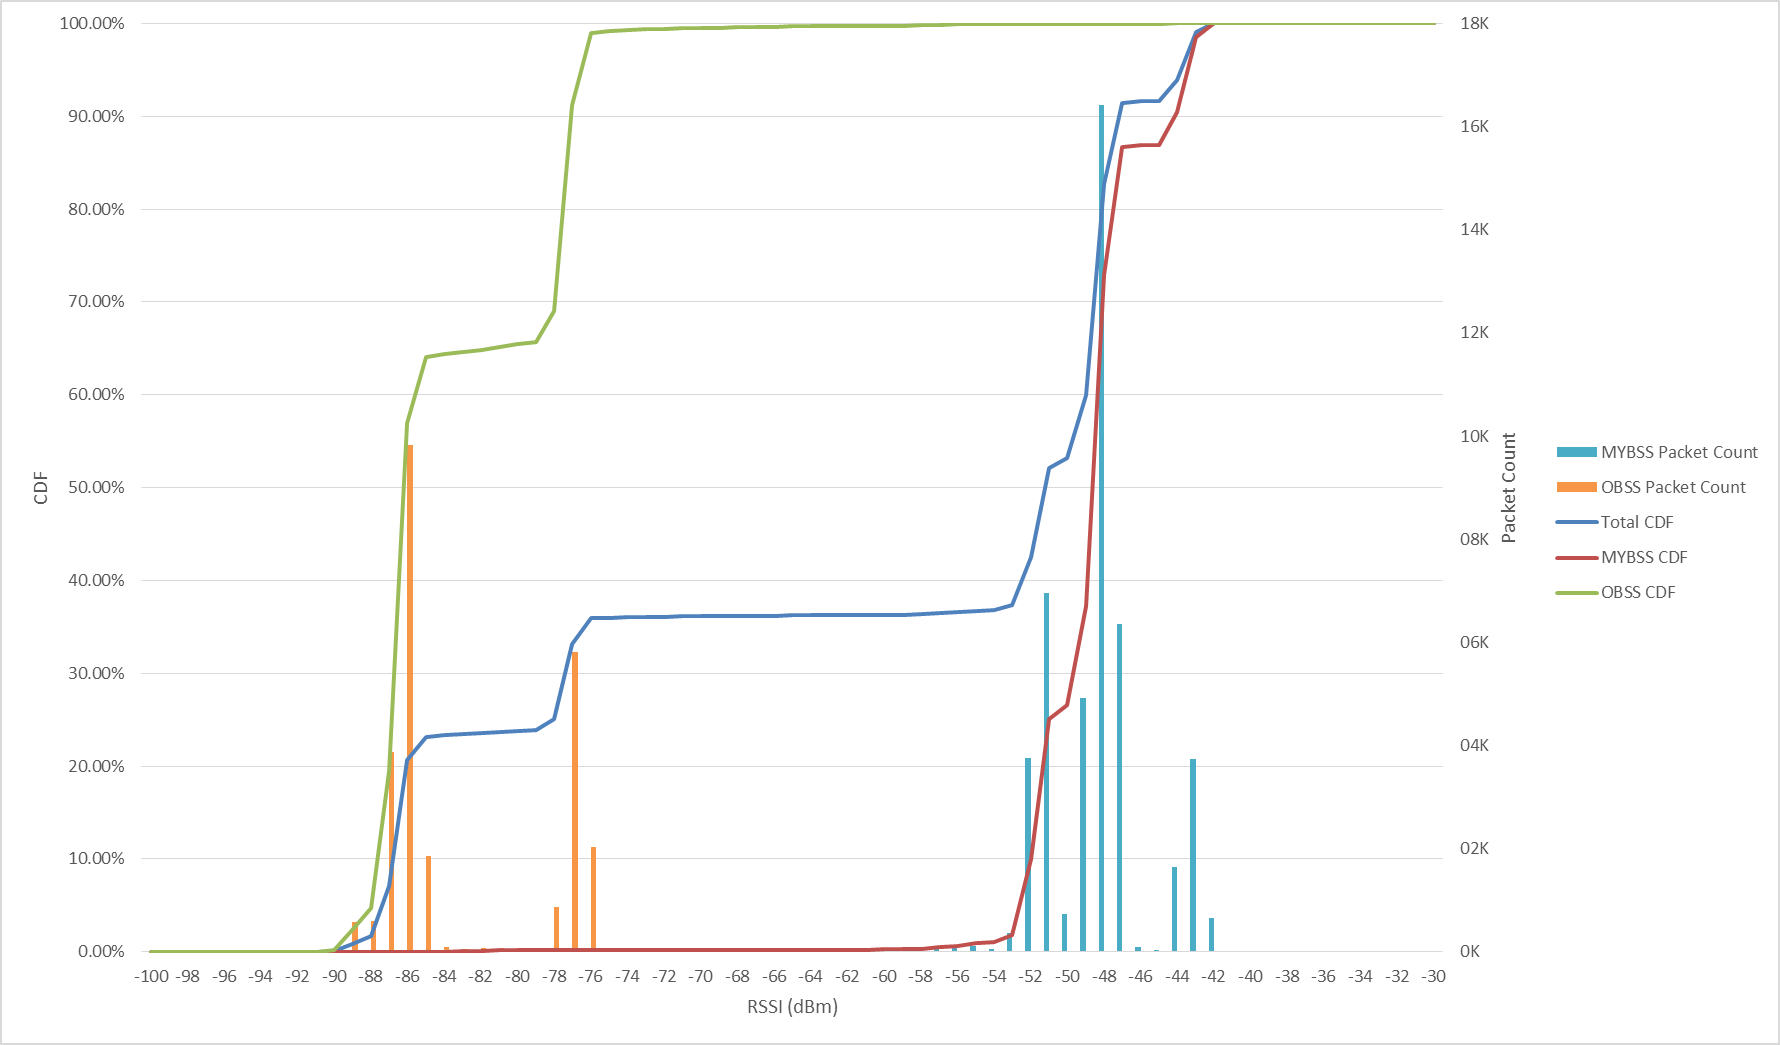 100.00%
90.00%
80.00%
70.00%
60.00%
50.00%
40.00%
30.00%
20.00%
10.00%
0.00%
CDF
18K
16K
14K
12K
10K
08K
06K
04K
02K
0K
Packet Count
-100 -98 -96 -94 -92 -90 -88 -86 -84 -82 -80 -78 -76 -74 -72 -70 -68 -66 -64 -62 -60 -58 -56 -54 -52 -50 -48 -46 -44 -42 -40 -36 -34 -32 -30
RSSI (dBm)
MYBSS Packet Count
OBSS Packet Count
Total CDF
MYBSS CDF
OBSS CDF